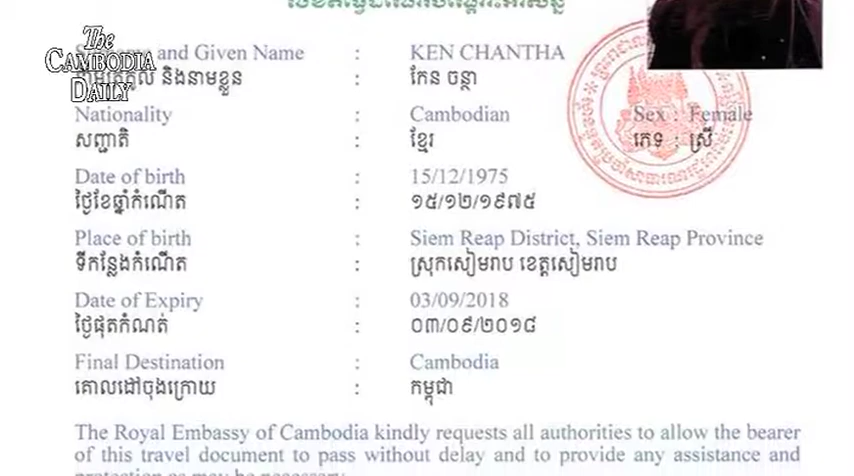 The
CAMBODIA
DAILY
and Given Name : KEN CHANTHA
និងនាមខ្លួន : កែន ចន្ថា
Nationality : Cambodian Sex : Female
សញ្ជាតិ : ខ្មែរ ភេទ : ស្រី
Date of birth : 15/12/1975
ថ្ងៃខែឆ្នាំកំណើត : ១៥/១២/១៩៧៥
Place of birth : Siem Reap District, Siem Reap Province
ទីកន្លែងកំណើត : ស្រុកសៀមរាប ខេត្តសៀមរាប
Date of Expiry : 03/09/2018
ថ្ងៃផុតកំណត់ : ០៣/០៩/២០១៨
Final Destination : Cambodia
គោលដៅចុងក្រោយ : កម្ពុជា
The Royal Embassy of Cambodia kindly requests all authorities to allow the bearer
of this travel document to pass without delay and to provide any assistance and
protection as may be necessary.